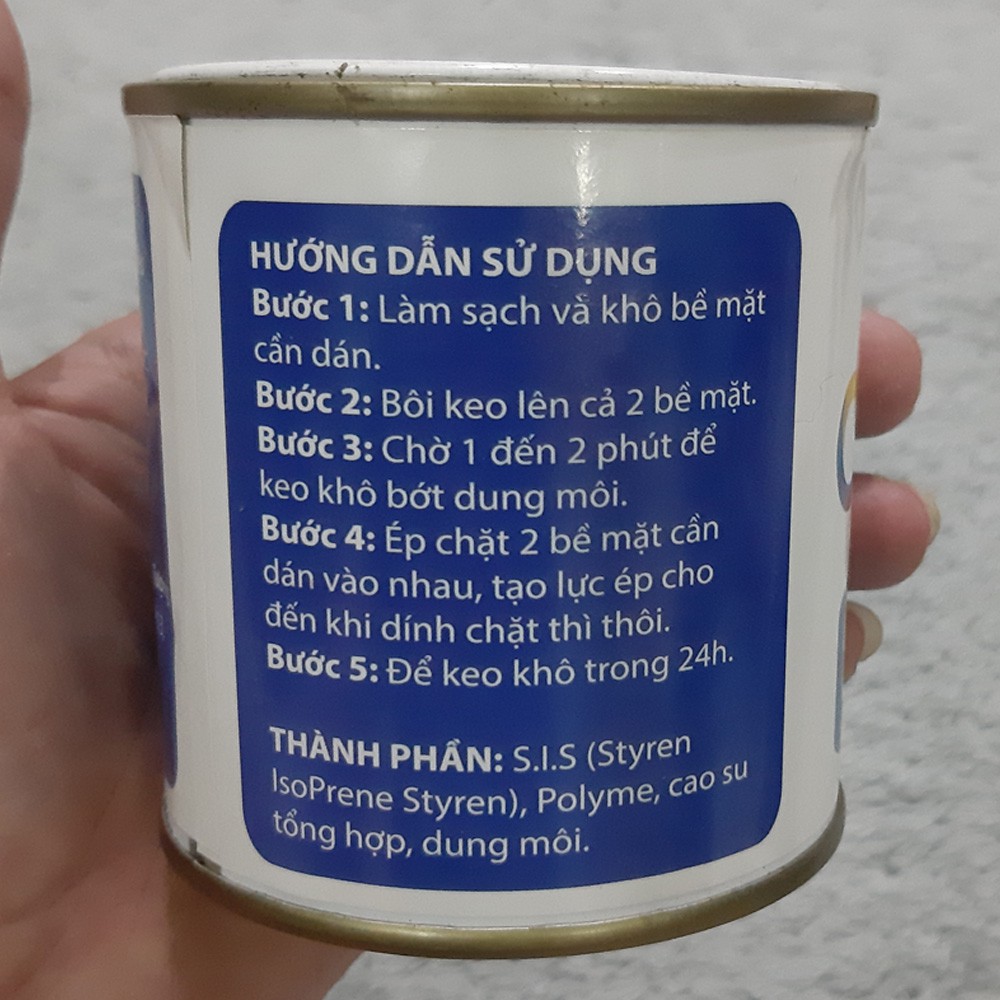 HƯỚNG DẪN SỬ DỤNG
Bước 1: Làm sạch và khô bề mặt
cần dán.
Bước 2: Bôi keo lên cả 2 bề mặt.
Bước 3: Chờ 1 đến 2 phút để
keo khô bớt dung môi.
Bước 4: Ép chặt 2 bề mặt cần
dán vào nhau, tạo lực ép cho
đến khi dính chặt thì thôi.
Bước 5: Để keo khô trong 24h.
THÀNH PHẦN: S.I.S (Styren
IsoPrene Styren), Polyme, cao su
tổng hợp, dung môi.